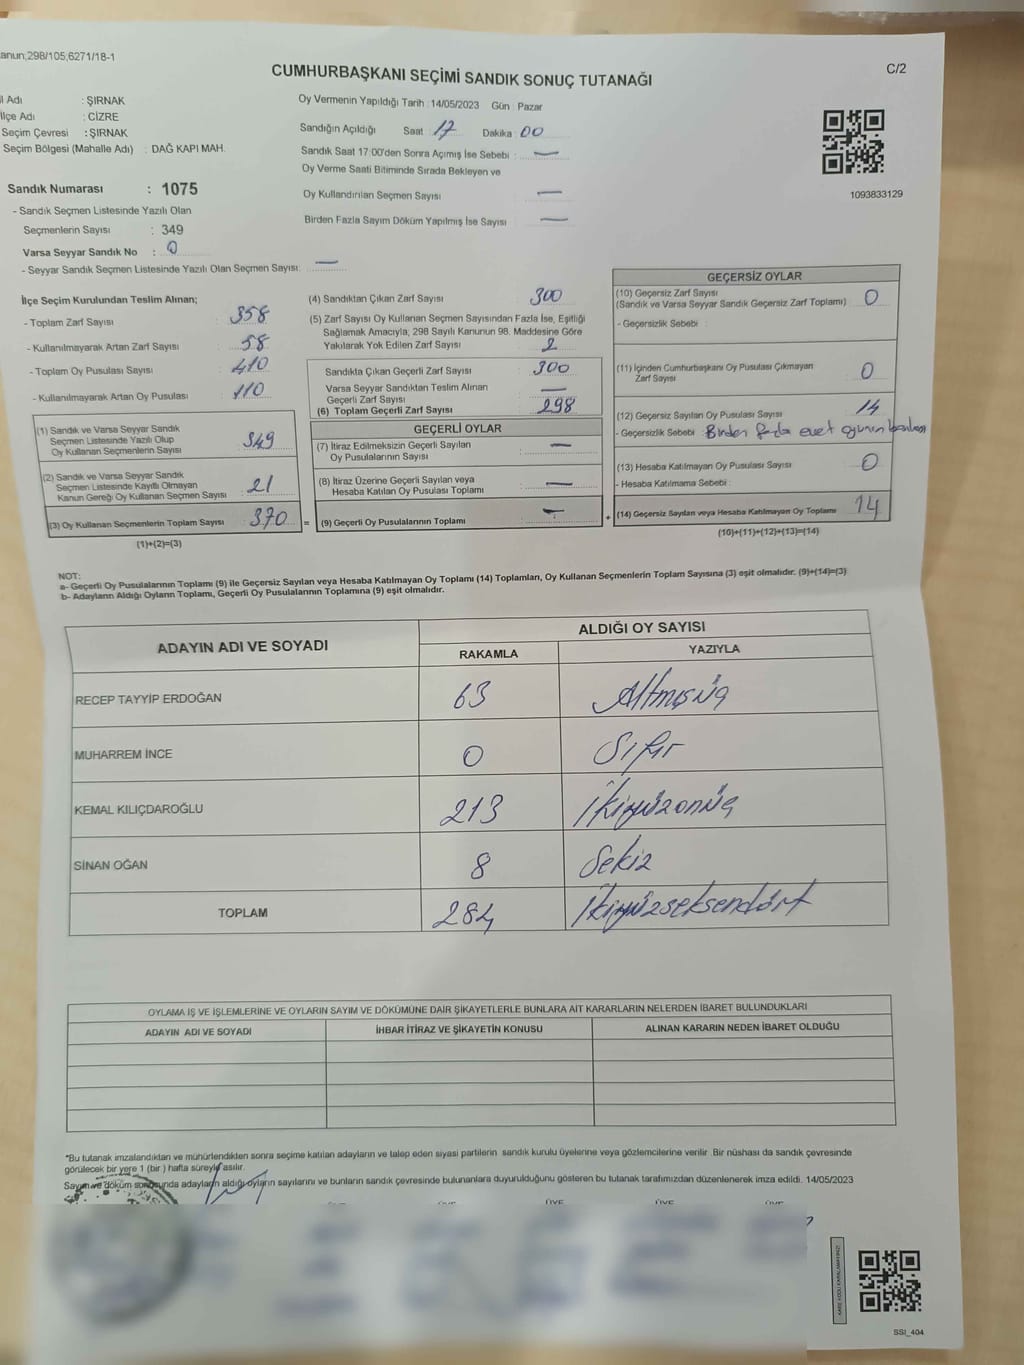 anun;298/105;6271/18-1
C/2
CUMHURBAŞKANI SEÇİMİ SANDIK SONUÇ TUTANAĞI
l Adı : ŞIRNAK
lçe Adı : CİZRE
Seçim Çevresi : ŞIRNAK
Seçim Bölgesi (Mahalle Adı) : DAĞ KAPI MAH.
Sandık Numarası : 1075
- Sandık Seçmen Listesinde Yazılı Olan
Seçmenlerin Sayısı : 349
Varsa Seyyar Sandık No : 0
- Seyyar Sandık Seçmen Listesinde Yazılı Olan Seçmen Sayısı: —
Oy Vermenin Yapıldığı Tarih : 14/05/2023 Gün : Pazar
Sandığın Açıldığı Saat : 17 Dakika : 00
Sandık Saat 17:00'den Sonra Açımış İse Sebebi : —
Oy Verme Saati Bitiminde Sırada Bekleyen ve
Oy Kullandırılan Seçmen Sayısı : —
Birden Fazla Sayım Döküm Yapılmış İse Sayısı : —
1093833129
İlçe Seçim Kurulundan Teslim Alınan;
- Toplam Zarf Sayısı : 358
- Kullanılmayarak Artan Zarf Sayısı : 58
- Toplam Oy Pusulası Sayısı : 410
- Kullanılmayarak Artan Oy Pusulası : 110
(1) Sandık ve Varsa Seyyar Sandık
Seçmen Listesinde Yazılı Olup
Oy Kullanan Seçmenlerin Sayısı 349
(2) Sandık ve Varsa Seyyar Sandık
Seçmen Listesinde Kayıtlı Olmayan
Kanun Gereği Oy Kullanan Seçmen Sayısı 21
(3) Oy Kullanan Seçmenlerin Toplam Sayısı 370
(1)+(2)=(3)
(4) Sandıktan Çıkan Zarf Sayısı : 300
(5) Zarf Sayısı Oy Kullanan Seçmen Sayısından Fazla İse, Eşitliği
Sağlamak Amacıyla; 298 Sayılı Kanunun 98. Maddesine Göre
Yakılarak Yok Edilen Zarf Sayısı : 2
Sandıkta Çıkan Geçerli Zarf Sayısı : 300
Varsa Seyyar Sandıktan Teslim Alınan
Geçerli Zarf Sayısı : —
(6) Toplam Geçerli Zarf Sayısı : 298
GEÇERLİ OYLAR
(7) İtiraz Edilmeksizin Geçerli Sayılan
Oy Pusulalarının Sayısı : —
(8) İtiraz Üzerine Geçerli Sayılan veya
Hesaba Katılan Oy Pusulası Toplamı : —
= (9) Geçerli Oy Pusulalarının Toplamı : —
GEÇERSİZ OYLAR
(10) Geçersiz Zarf Sayısı
(Sandık ve Varsa Seyyar Sandık Geçersiz Zarf Toplamı) : 0
- Geçersizlik Sebebi :
(11) İçinden Cumhurbaşkanı Oy Pusulası Çıkmayan
Zarf Sayısı : 0
(12) Geçersiz Sayılan Oy Pusulası Sayısı : 14
- Geçersizlik Sebebi : Birden fazla evet oyunun
(13) Hesaba Katılmayan Oy Pusulası Sayısı : 0
- Hesaba Katılmama Sebebi :
+ (14) Geçersiz Sayılan veya Hesaba Katılmayan Oy Toplamı : 14
(10)+(11)+(12)+(13)=(14)
NOT:
a- Geçerli Oy Pusulalarının Toplamı (9) ile Geçersiz Sayılan veya Hesaba Katılmayan Oy Toplamı (14) Toplamları, Oy Kullanan Seçmenlerin Toplam Sayısına (3) eşit olmalıdır. (9)+(14)=(3)
b- Adayların Aldığı Oyların Toplamı, Geçerli Oy Pusulalarının Toplamına (9) eşit olmalıdır.
ADAYIN ADI VE SOYADI ALDIĞI OY SAYISI
RAKAMLA YAZIYLA
RECEP TAYYİP ERDOĞAN 63 Altmışüç
MUHARREM İNCE 0 Sıfır
KEMAL KILIÇDAROĞLU 213 İkiyüzonüç
SİNAN OĞAN 8 Sekiz
TOPLAM 284 İkiyüzseksendört
OYLAMA İŞ VE İŞLEMLERİNE VE OYLARIN SAYIM VE DÖKÜMÜNE DAİR ŞİKAYETLERLE BUNLARA AİT KARARLARIN NELERDEN İBARET BULUNDUKLARI
ADAYIN ADI VE SOYADI İHBAR İTİRAZ VE ŞİKAYETİN KONUSU ALINAN KARARIN NEDEN İBARET OLDUĞU
*Bu tutanak imzalandıktan ve mühürlendikten sonra seçime katılan adayların ve talep eden siyasi partilerin sandık kurulu üyelerine veya gözlemcilerine verilir. Bir nüshası da sandık çevresinde
görülecek bir yere 1 (bir ) hafta süreyle asılır.
Sayım ve döküm sonucunda adayların aldığı oyların sayılarını ve bunların sandık çevresinde bulunanlara duyurulduğunu gösteren bu tutanak tarafımızdan düzenlenerek imza edildi. 14/05/2023
ÜYE ÜYE ÜYE ÜYE
SSI_404